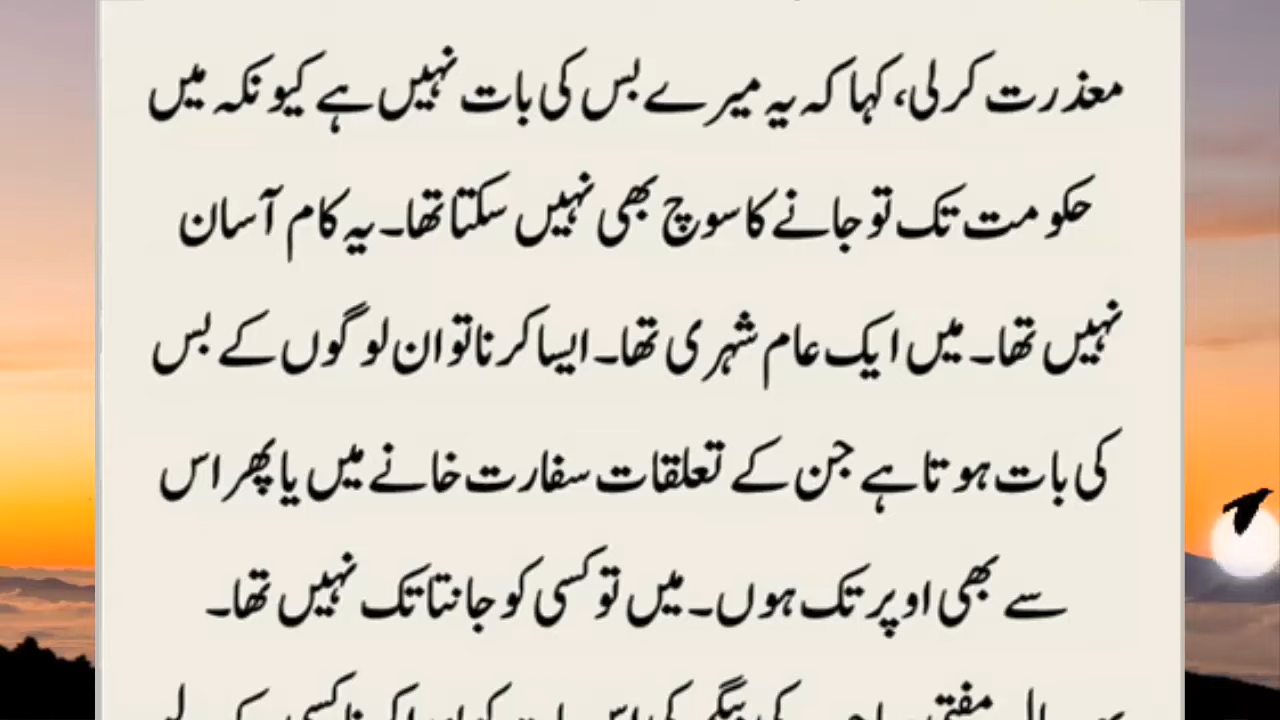 معذرت کرلی، کہا کہ یہ میرے بس کی بات نہیں ہے کیونکہ میں
حکومت تک تو جانے کا سوچ بھی نہیں سکتا تھا۔ یہ کام آسان
نہیں تھا۔ میں ایک عام شہری تھا۔ ایسا کرنا تو ان لوگوں کے بس
کی بات ہوتا ہے جن کے تعلقات سفارت خانے میں یا پھر اس
سے بھی اوپر تک ہوں۔ میں تو کسی کو جانتا تک نہیں تھا۔